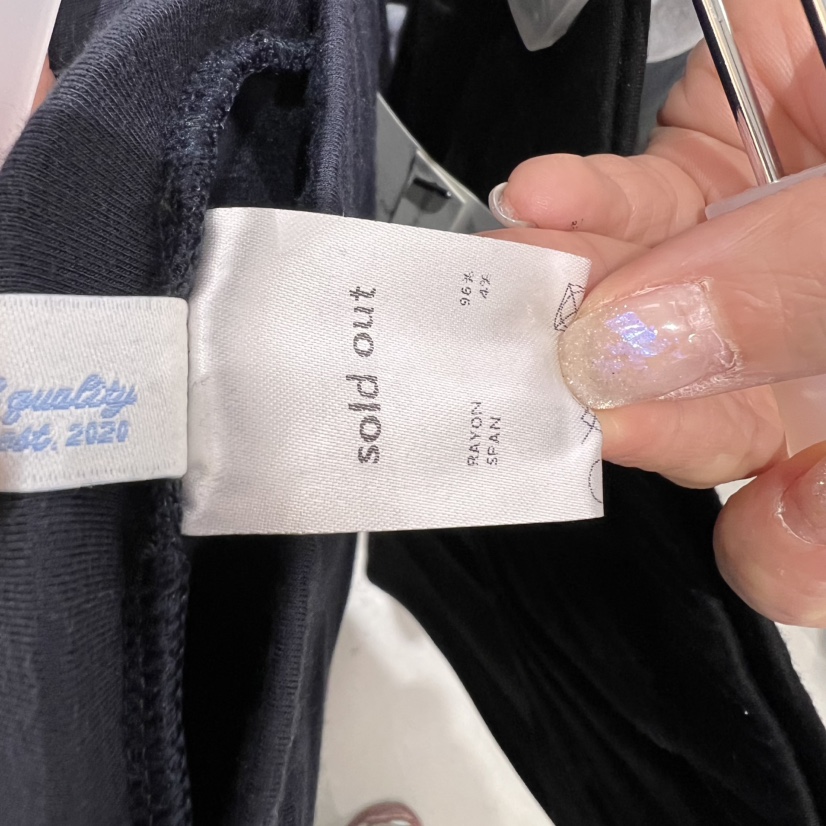 quality
est. 2020
sold out
RAYON 96%
SPAN 4%